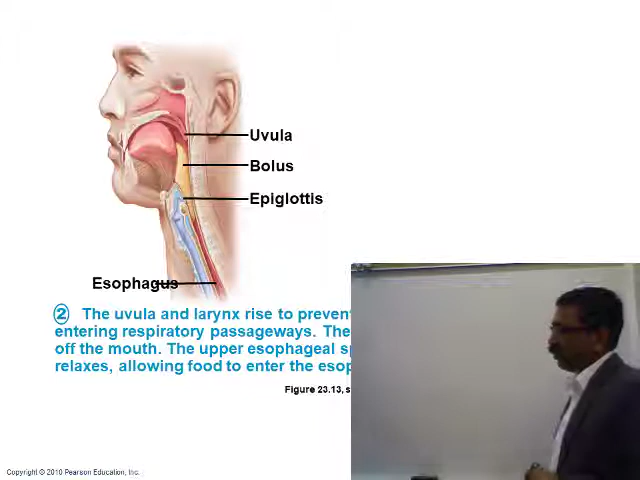 Uvula
Bolus
Epiglottis
Esophagus
2 The uvula and larynx rise to prevent
entering respiratory passageways. The
off the mouth. The upper esophageal
relaxes, allowing food to enter the
Figure 23.13,
Copyright © 2010 Pearson Education, Inc.